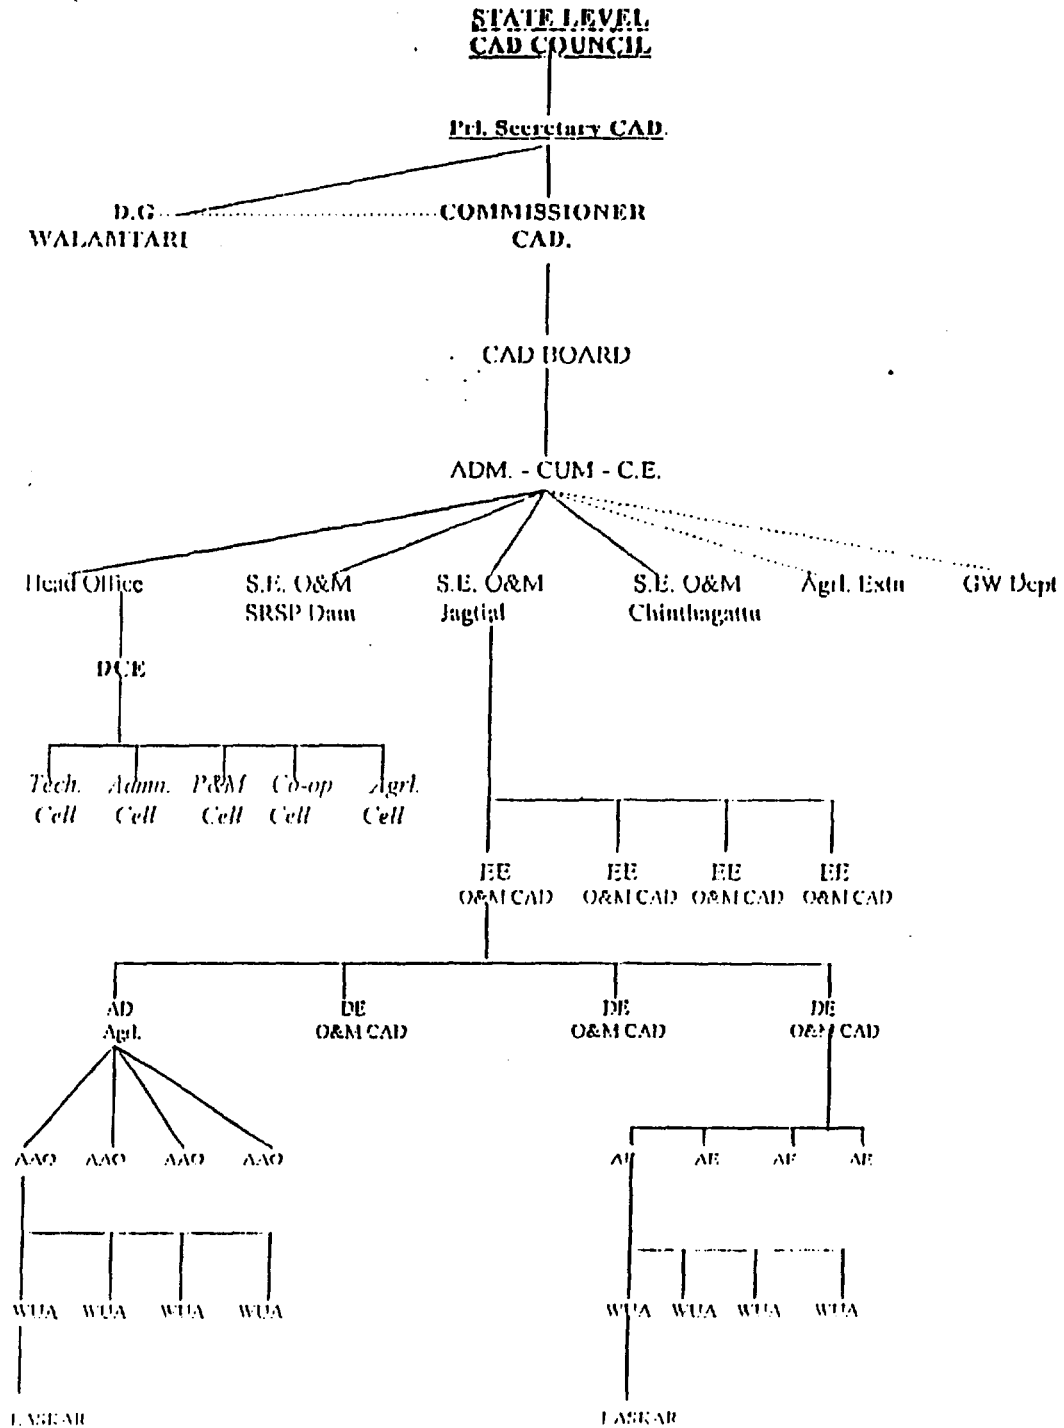 STATE LEVEL
CAD COUNCIL
Prl. Secretary CAD.
D.G COMMISSIONER
WALAMTARI CAD.
CAD BOARD
ADM. - CUM - C.E.
Head Office S.E. O&M S.E. O&M S.E. O&M Agrl. Extn GW Dept
SRSP Dam Jagtial Chinthagattu
DCE
Tech. Admn. P&M Co-op Agrl.
Cell Cell Cell Cell Cell
EE EE EE EE
O&M CAD O&M CAD O&M CAD O&M CAD
AD DE DE DE
Agrl. O&M CAD O&M CAD O&M CAD
AAO AAO AAO AAO AE AE AE AE
WUA WUA WUA WUA WUA WUA WUA WUA
LASKAR LASKAR